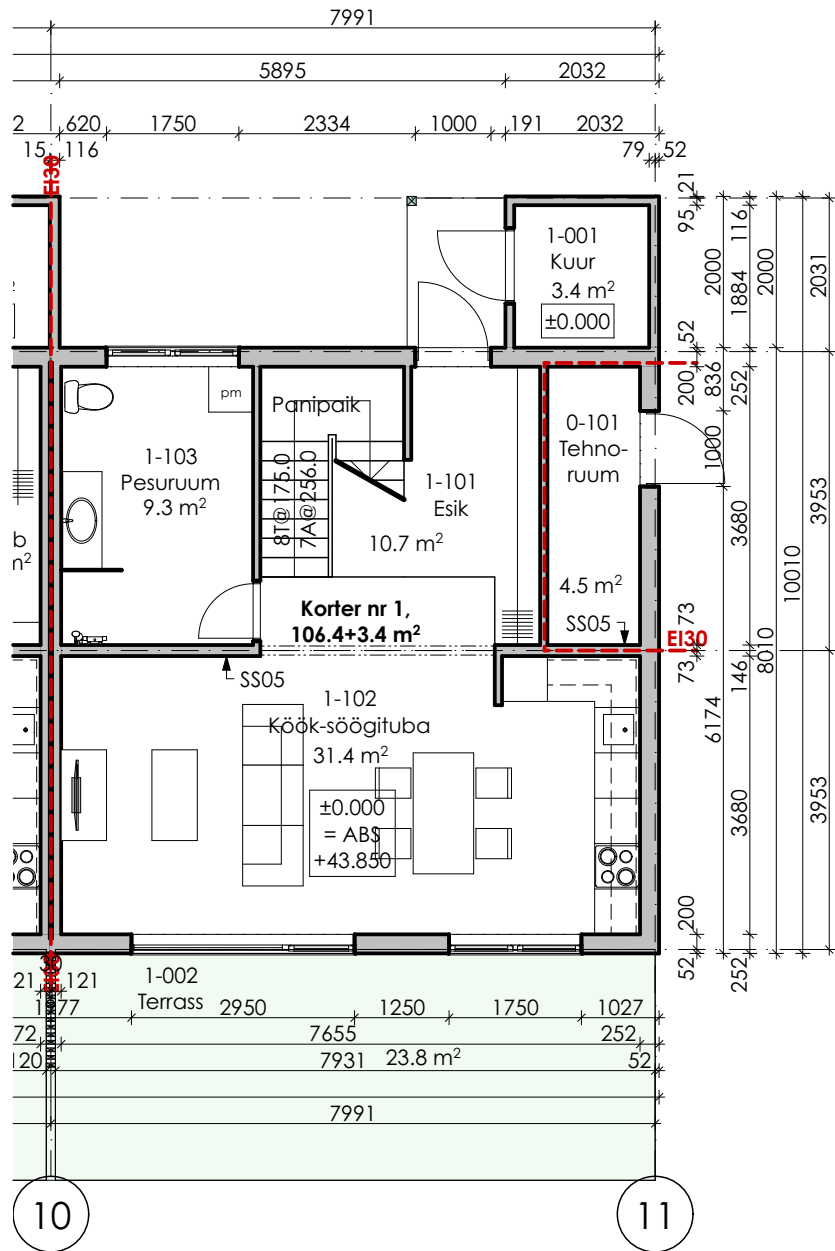 7991
5895 2032
2 620 1750 2334 1000 191 2032
15 116 79 52
EI30
1-001
Kuur
3.4 m²
±0.000
95 21
2000 1884 116 2000 2031
52
200 836 252
pm
Panipaik
0-101
Tehno-
ruum
4.5 m²
1-103
Pesuruum
9.3 m²
8T@175.0
7A@256.0
1-101
Esik
10.7 m²
b
m²
1000 3680 3953
10010
8010
Korter nr 1,
106.4+3.4 m²
SS05
EI30
73
73 146
6174
SS05
1-102
Köök-söögituba
31.4 m²
±0.000
= ABS
+43.850
3680 3953
200
52 252
1-002
Terrass
30
21 121
2950 1250 1750 1027
72 7655 252
120 7931 23.8 m² 52
7991
10 11